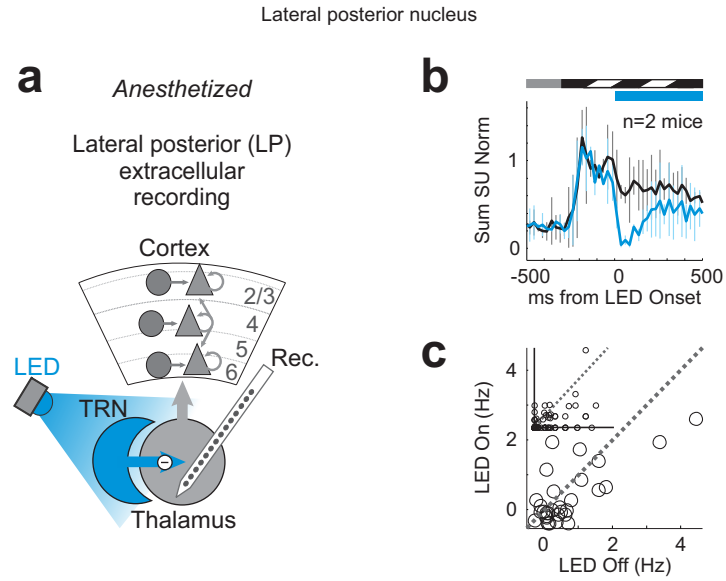 Lateral posterior nucleus
a
Anesthetized
Lateral posterior (LP)
extracellular
recording
Cortex
2/3
4
5
6
Rec.
LED
TRN
Thalamus
b
n=2 mice
Sum SU Norm
1
0
-500
0
500
ms from LED Onset
c
LED On (Hz)
4
2
0
0
2
4
LED Off (Hz)